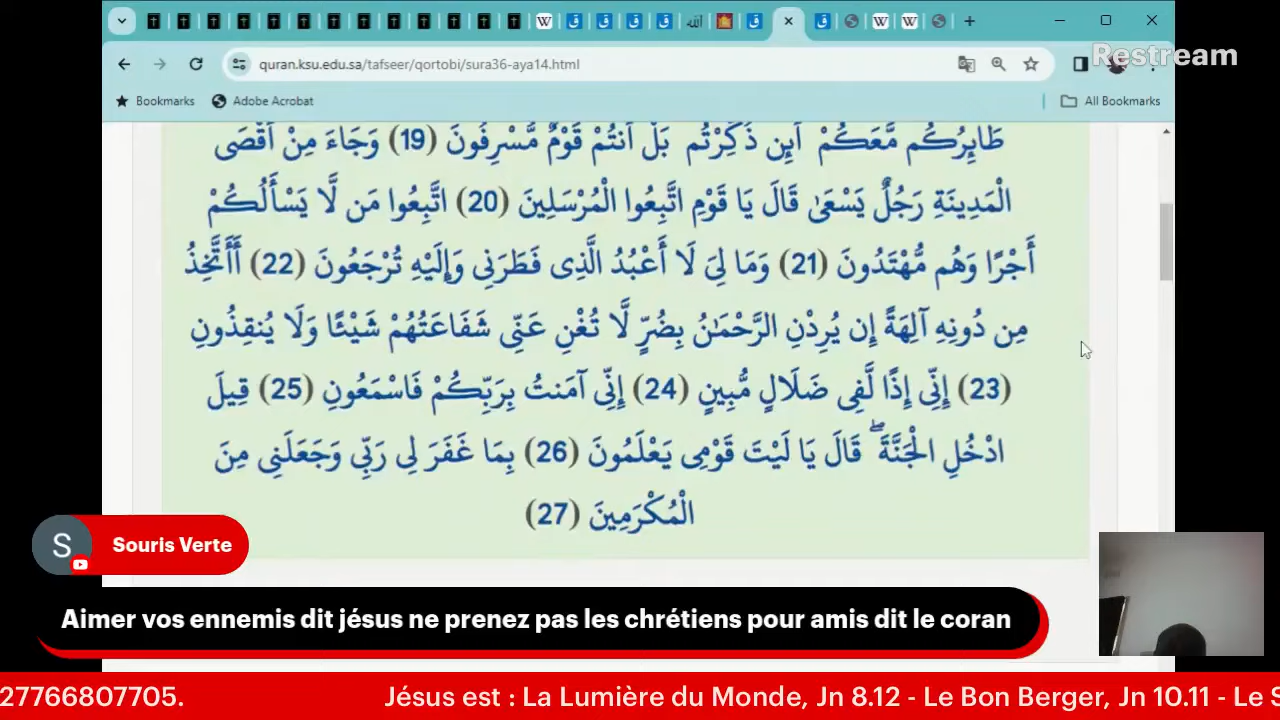 quran.ksu.edu.sa/tafseer/qortobi/sura36-aya14.html
Restream
Bookmarks
Adobe Acrobat
All Bookmarks
طَائِرُكُم مَّعَكُمْ أَئِن ذُكِّرْتُم بَلْ أَنتُمْ قَوْمٌ مُّسْرِفُونَ (19) وَجَاءَ مِنْ أَقْصَى
الْمَدِينَةِ رَجُلٌ يَسْعَىٰ قَالَ يَا قَوْمِ اتَّبِعُوا الْمُرْسَلِينَ (20) اتَّبِعُوا مَن لَّا يَسْأَلُكُمْ
أَجْرًا وَهُم مُّهْتَدُونَ (21) وَمَا لِيَ لَا أَعْبُدُ الَّذِي فَطَرَنِي وَإِلَيْهِ تُرْجَعُونَ (22) أَأَتَّخِذُ
مِن دُونِهِ آلِهَةً إِن يُرِدْنِ الرَّحْمَٰنُ بِضُرٍّ لَّا تُغْنِ عَنِّي شَفَاعَتُهُمْ شَيْئًا وَلَا يُنقِذُونِ
(23) إِنِّي إِذًا لَّفِي ضَلَالٍ مُّبِينٍ (24) إِنِّي آمَنتُ بِرَبِّكُمْ فَاسْمَعُونِ (25) قِيلَ
ادْخُلِ الْجَنَّةَ ۖ قَالَ يَا لَيْتَ قَوْمِي يَعْلَمُونَ (26) بِمَا غَفَرَ لِي رَبِّي وَجَعَلَنِي مِنَ
الْمُكْرَمِينَ (27)
S
Souris Verte
Aimer vos ennemis dit jésus ne prenez pas les chrétiens pour amis dit le coran
27766807705. Jésus est : La Lumière du Monde, Jn 8.12 - Le Bon Berger, Jn 10.11 - Le S